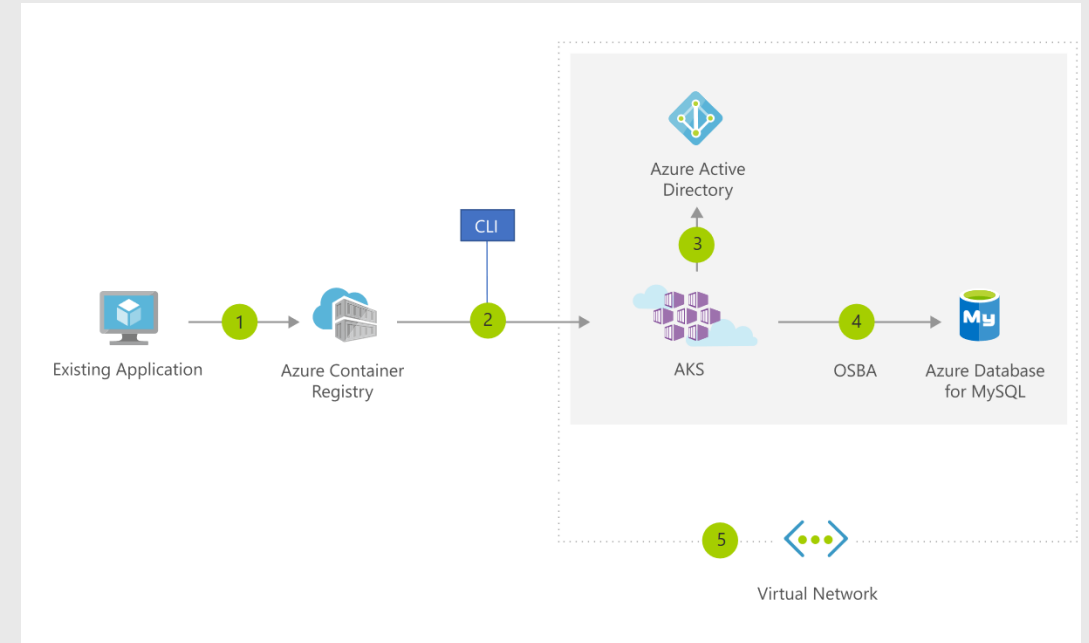 Azure Active
Directory
CLI
3
1
2
4
My
Existing Application
Azure Container
Registry
AKS
OSBA
Azure Database
for MySQL
5
Virtual Network